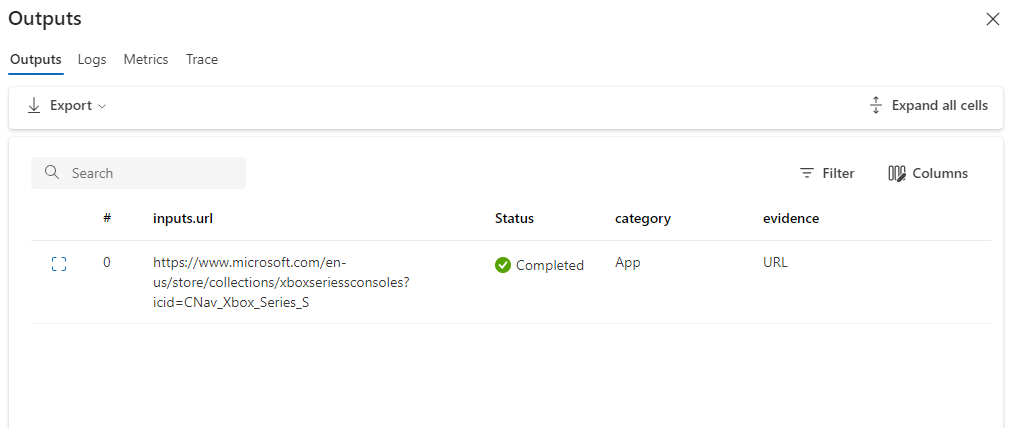 Outputs
Outputs Logs Metrics Trace
Export Expand all cells
Search Filter Columns
# inputs.url Status category evidence
0 https://www.microsoft.com/en- Completed App URL
us/store/collections/xboxseriessconsoles?
icid=CNav_Xbox_Series_S